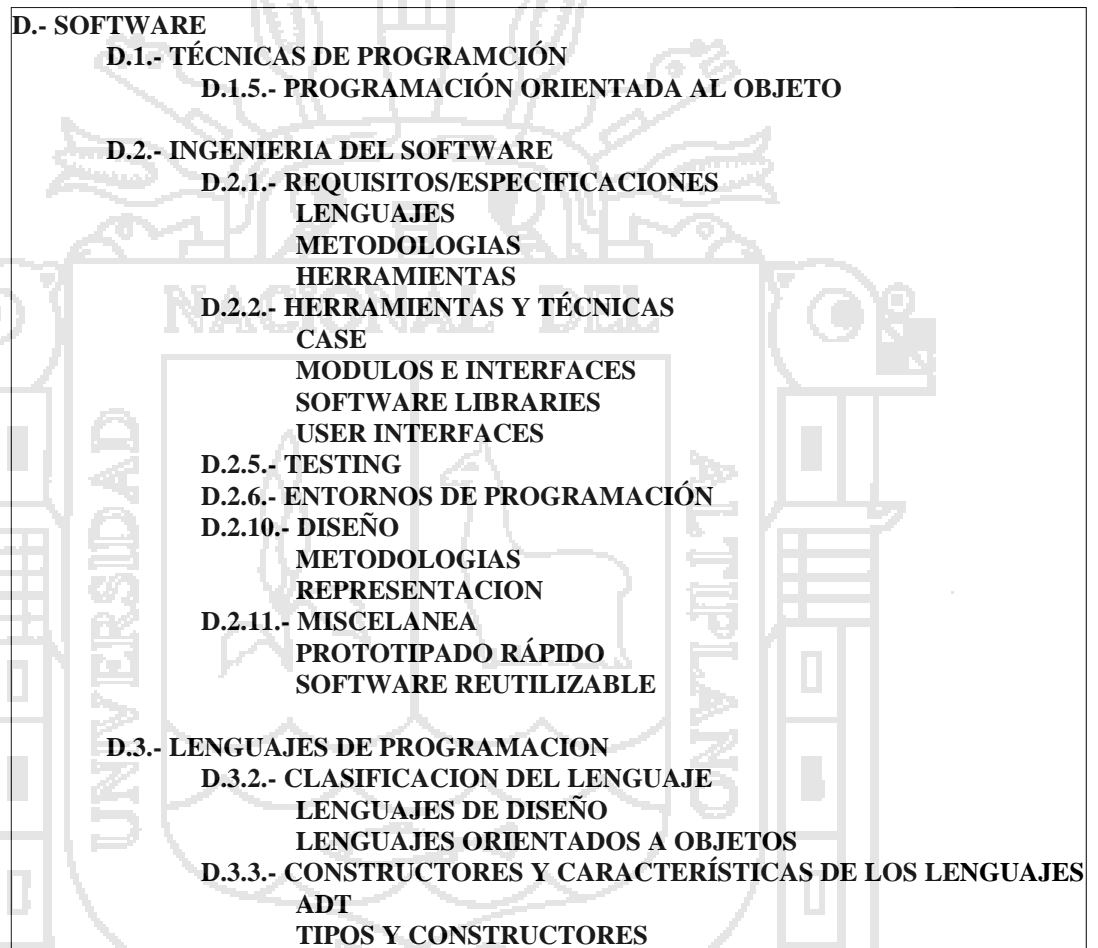 D.- SOFTWARE
D.1.- TÉCNICAS DE PROGRAMCIÓN
D.1.5.- PROGRAMACIÓN ORIENTADA AL OBJETO
D.2.- INGENIERIA DEL SOFTWARE
D.2.1.- REQUISITOS/ESPECIFICACIONES
LENGUAJES
METODOLOGIAS
HERRAMIENTAS
D.2.2.- HERRAMIENTAS Y TÉCNICAS
NACIONAL DEL
CASE
MODULOS E INTERFACES
SOFTWARE LIBRARIES
USER INTERFACES
D.2.5.- TESTING
D.2.6.- ENTORNOS DE PROGRAMACIÓN
D.2.10.- DISEÑO
METODOLOGIAS
REPRESENTACION
D.2.11.- MISCELANEA
PROTOTIPADO RÁPIDO
SOFTWARE REUTILIZABLE
UNIVERSIDAD
ALTIPLANO
D.3.- LENGUAJES DE PROGRAMACION
D.3.2.- CLASIFICACION DEL LENGUAJE
LENGUAJES DE DISEÑO
LENGUAJES ORIENTADOS A OBJETOS
D.3.3.- CONSTRUCTORES Y CARACTERÍSTICAS DE LOS LENGUAJES
ADT
TIPOS Y CONSTRUCTORES